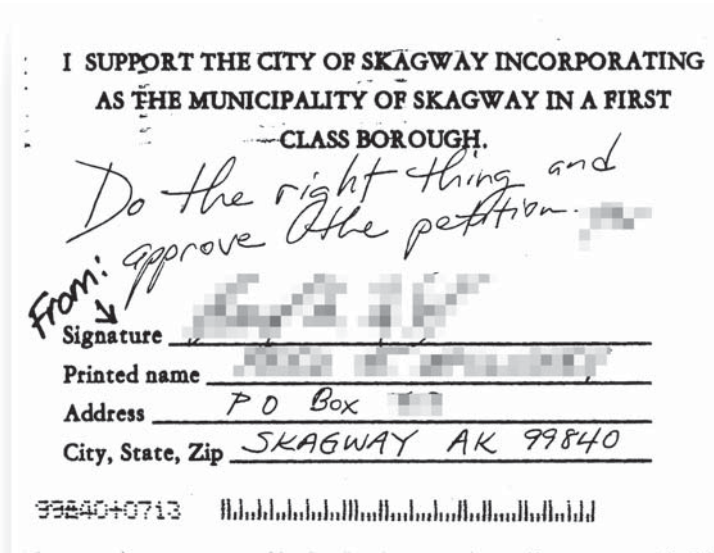 I SUPPORT THE CITY OF SKAGWAY INCORPORATING
AS THE MUNICIPALITY OF SKAGWAY IN A FIRST
CLASS BOROUGH.
Do the right thing and
approve the petition.
From:
Signature
Printed name
Address PO Box
City, State, Zip SKAGWAY AK 99840
99840+0713